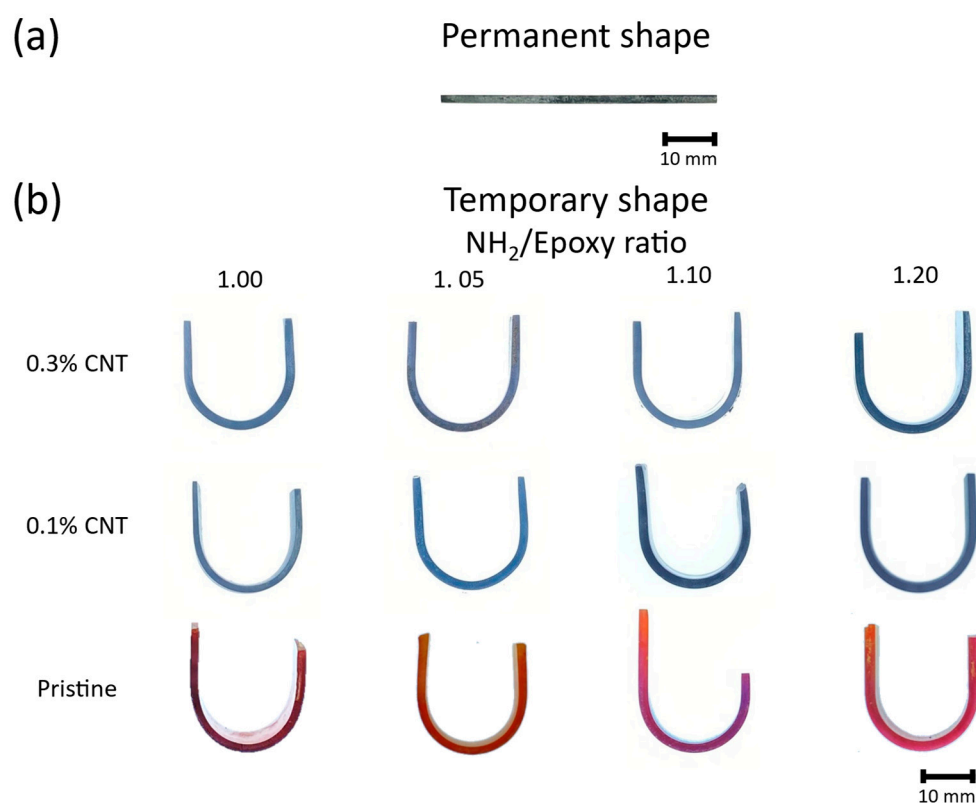 (a)
Permanent shape
10 mm
(b)
Temporary shape
NH₂/Epoxy ratio
1.00 1. 05 1.10 1.20
0.3% CNT
0.1% CNT
Pristine
10 mm